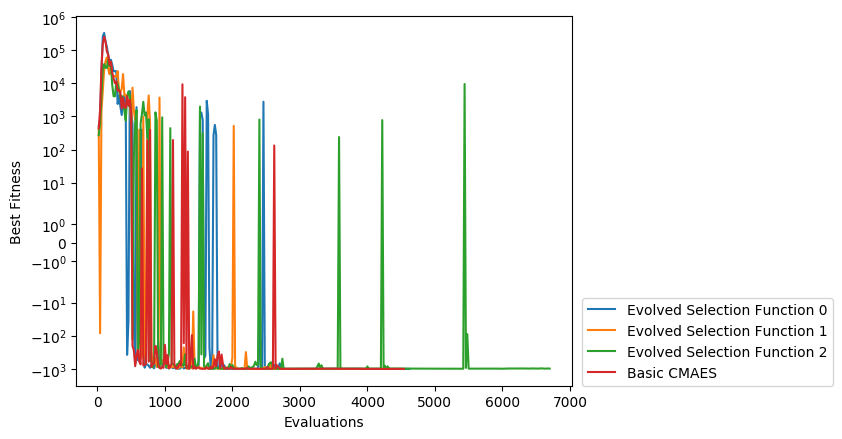 10^6
10^5
10^4
10^3
10^2
10^1
10^0
0
−10^0
−10^1
−10^2
−10^3
Best Fitness
0 1000 2000 3000 4000 5000 6000 7000
Evaluations
Evolved Selection Function 0
Evolved Selection Function 1
Evolved Selection Function 2
Basic CMAES